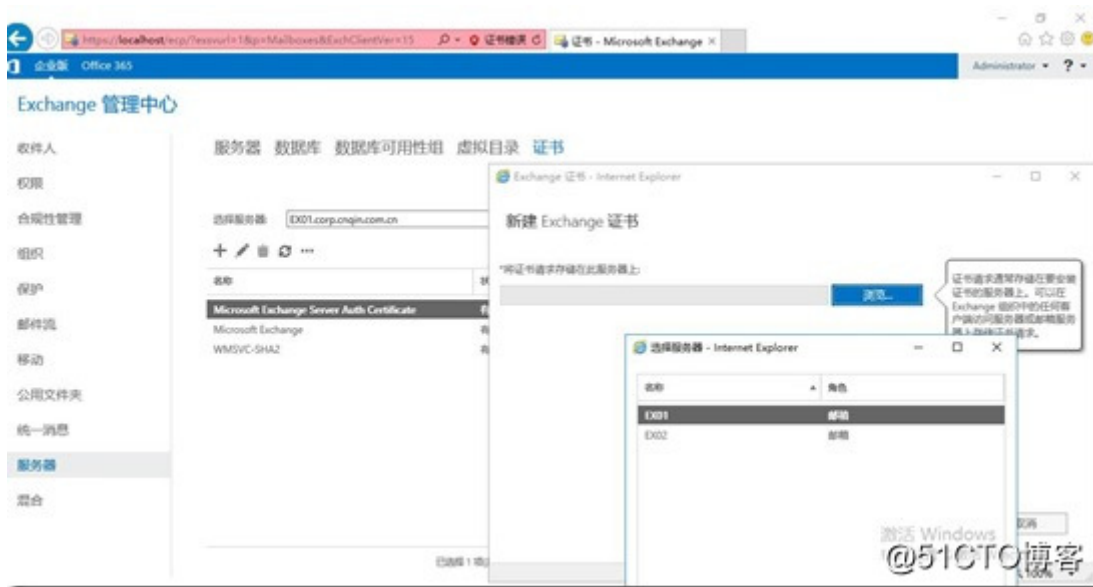 https://localhost/ecp/?exsvurl=1&p=Mailboxes&ExchClientVer=15
证书错误
证书 - Microsoft Exchange
企业版 Office 365
Administrator
?
Exchange 管理中心
收件人
权限
合规性管理
组织
保护
邮件流
移动
公用文件夹
统一消息
服务器
混合
服务器 数据库 数据库可用性组 虚拟目录 证书
选择服务器: EX01.corp.cnqin.com.cn
名称
Microsoft Exchange Server Auth Certificate
Microsoft Exchange
WMSVC-SHA2
已选择 1 项
Exchange 证书 - Internet Explorer
新建 Exchange 证书
*将证书请求存储在此服务器上:
浏览...
证书请求通常存储在要安装
证书的服务器上。可以在
Exchange 组织中的任何客
户端访问服务器或邮箱服务
器上存储证书请求。
选择服务器 - Internet Explorer
名称 角色
EX01 邮箱
EX02 邮箱
取消
激活 Windows
@51CTO博客
100%